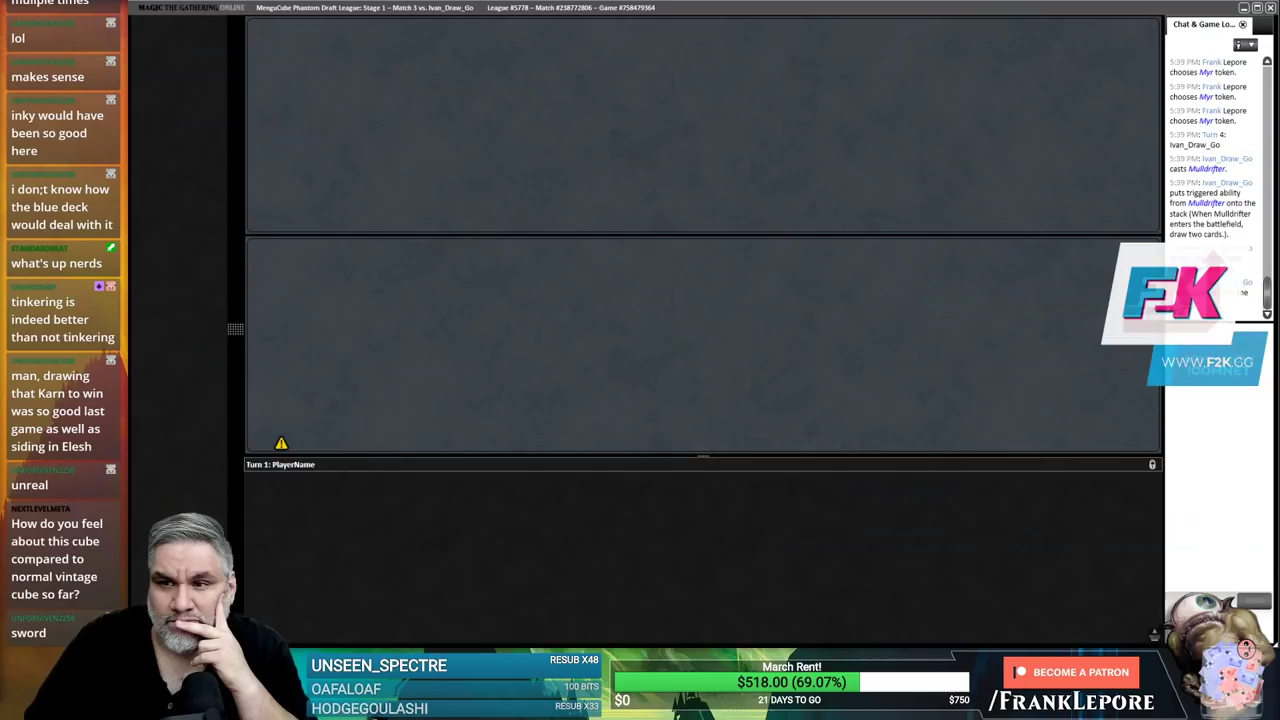 multiple times
lol
makes sense
inky would have
been so good
here
i don;t know how
the blue deck
would deal with it
what's up nerds
tinkering is
indeed better
than not tinkering
man, drawing
that Karn to win
was so good last
game as well as
siding in Elesh
UNFORGIVEN2258
unreal
NEXTLEVELMETA
How do you feel
about this cube
compared to
normal vintage
cube so far?
UNFORGIVEN2258
sword
MAGIC THE GATHERING ONLINE
MenguCube Phantom Draft League: Stage 1 – Match 3 vs. Ivan_Draw_Go
League #5778 – Match #238772806 – Game #758479364
Turn 1: PlayerName
Chat & Game Lo...
5:39 PM: Frank Lepore
chooses Myr token.
5:39 PM: Frank Lepore
chooses Myr token.
5:39 PM: Frank Lepore
chooses Myr token.
5:39 PM: Turn 4:
Ivan_Draw_Go
5:39 PM: Ivan_Draw_Go
casts Mulldrifter.
5:39 PM: Ivan_Draw_Go
puts triggered ability
from Mulldrifter onto the
stack (When Mulldrifter
enters the battlefield,
draw two cards.).
F2K
WWW.F2K.GG
UNSEEN_SPECTRE
RESUB X48
OAFALOAF
100 BITS
HODGEGOULASHI
RESUB X33
March Rent!
$518.00 (69.07%)
$0
21 DAYS TO GO
$750
BECOME A PATRON
/FRANKLEPORE